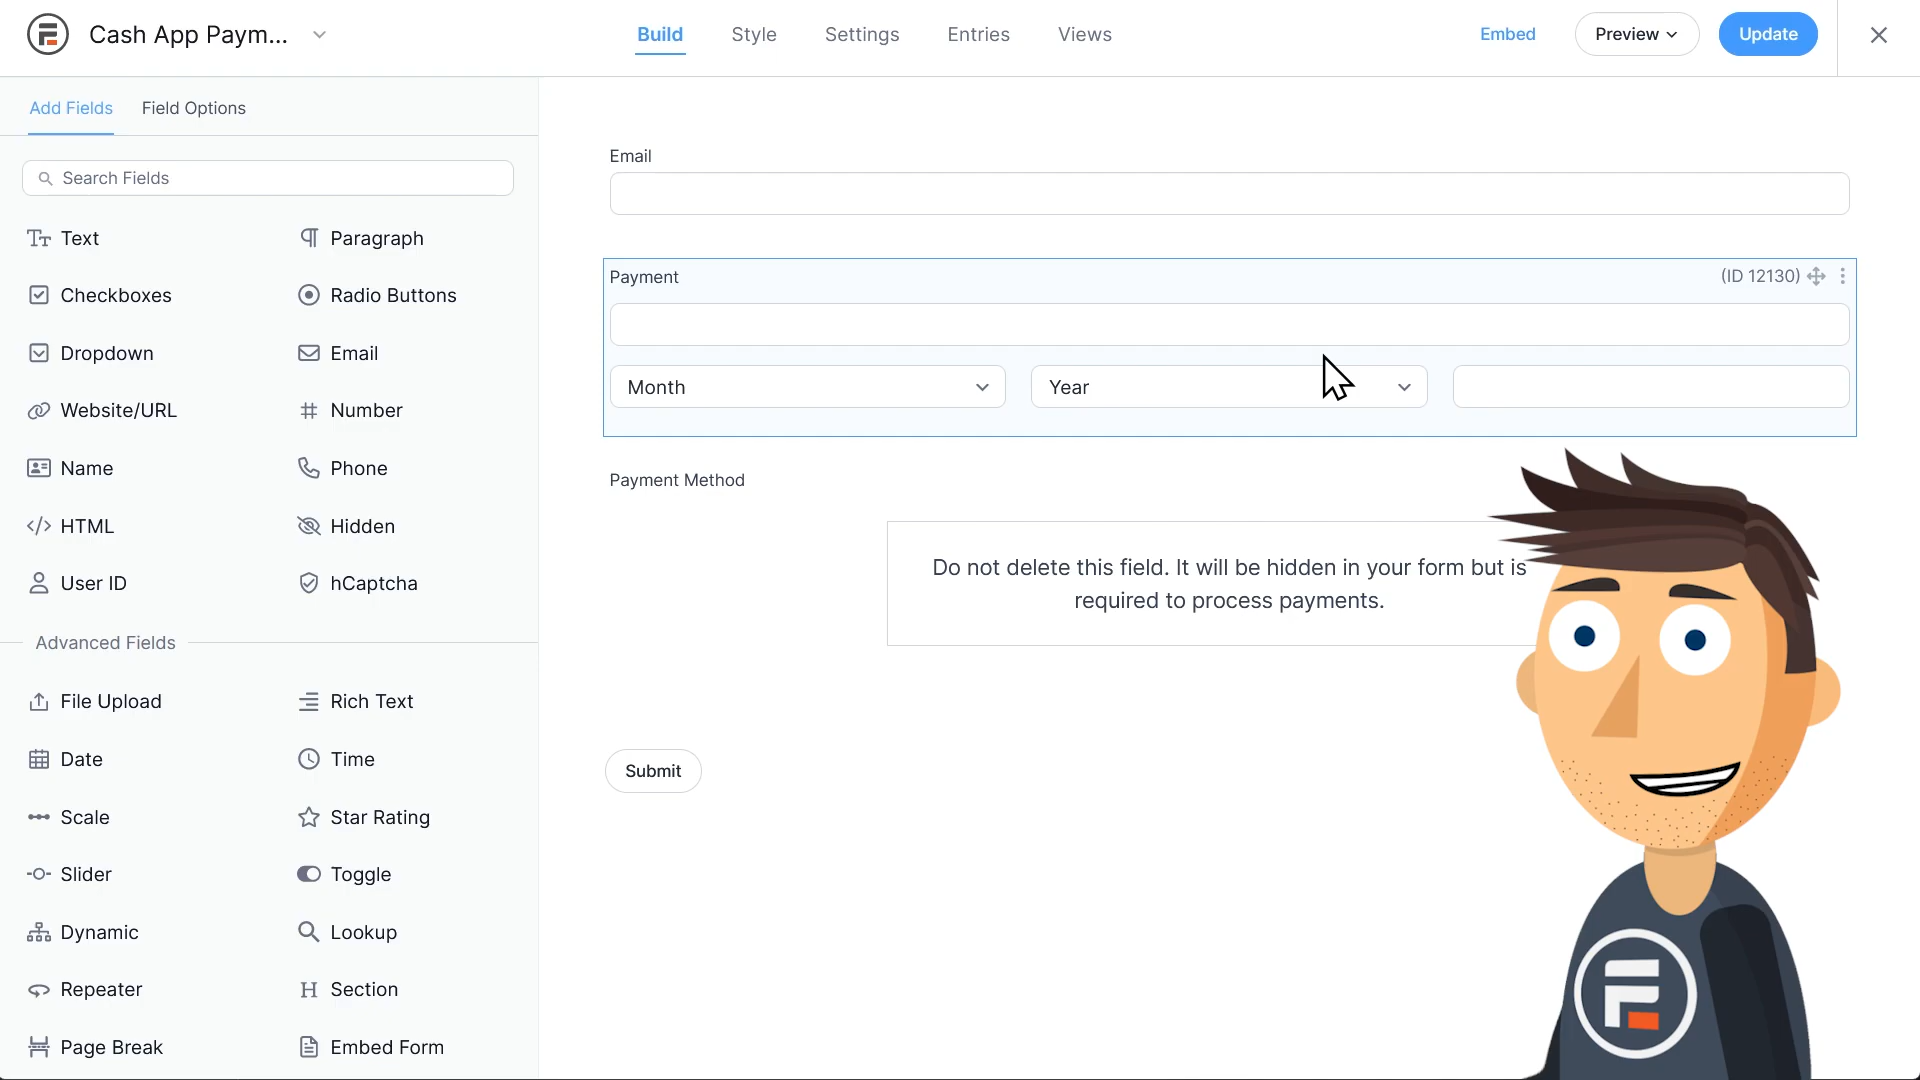 Cash App Paym...
Build
Style
Settings
Entries
Views
Embed
Preview
Update
Add Fields
Field Options
Search Fields
Text
Paragraph
Checkboxes
Radio Buttons
Dropdown
Email
Website/URL
Number
Name
Phone
HTML
Hidden
User ID
hCaptcha
Advanced Fields
File Upload
Rich Text
Date
Time
Scale
Star Rating
Slider
Toggle
Dynamic
Lookup
Repeater
Section
Page Break
Embed Form
Email
Payment
(ID 12130)
Month
Year
Payment Method
Do not delete this field. It will be hidden in your form but is
required to process payments.
Submit